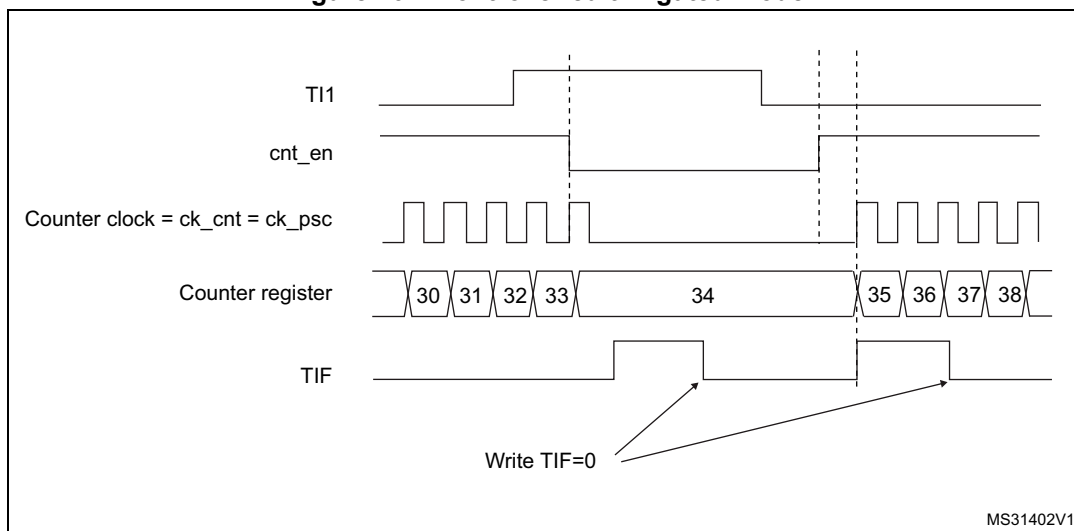 TI1
cnt_en
Counter clock = ck_cnt = ck_psc
Counter register
30 31 32 33 34 35 36 37 38
TIF
Write TIF=0
MS31402V1